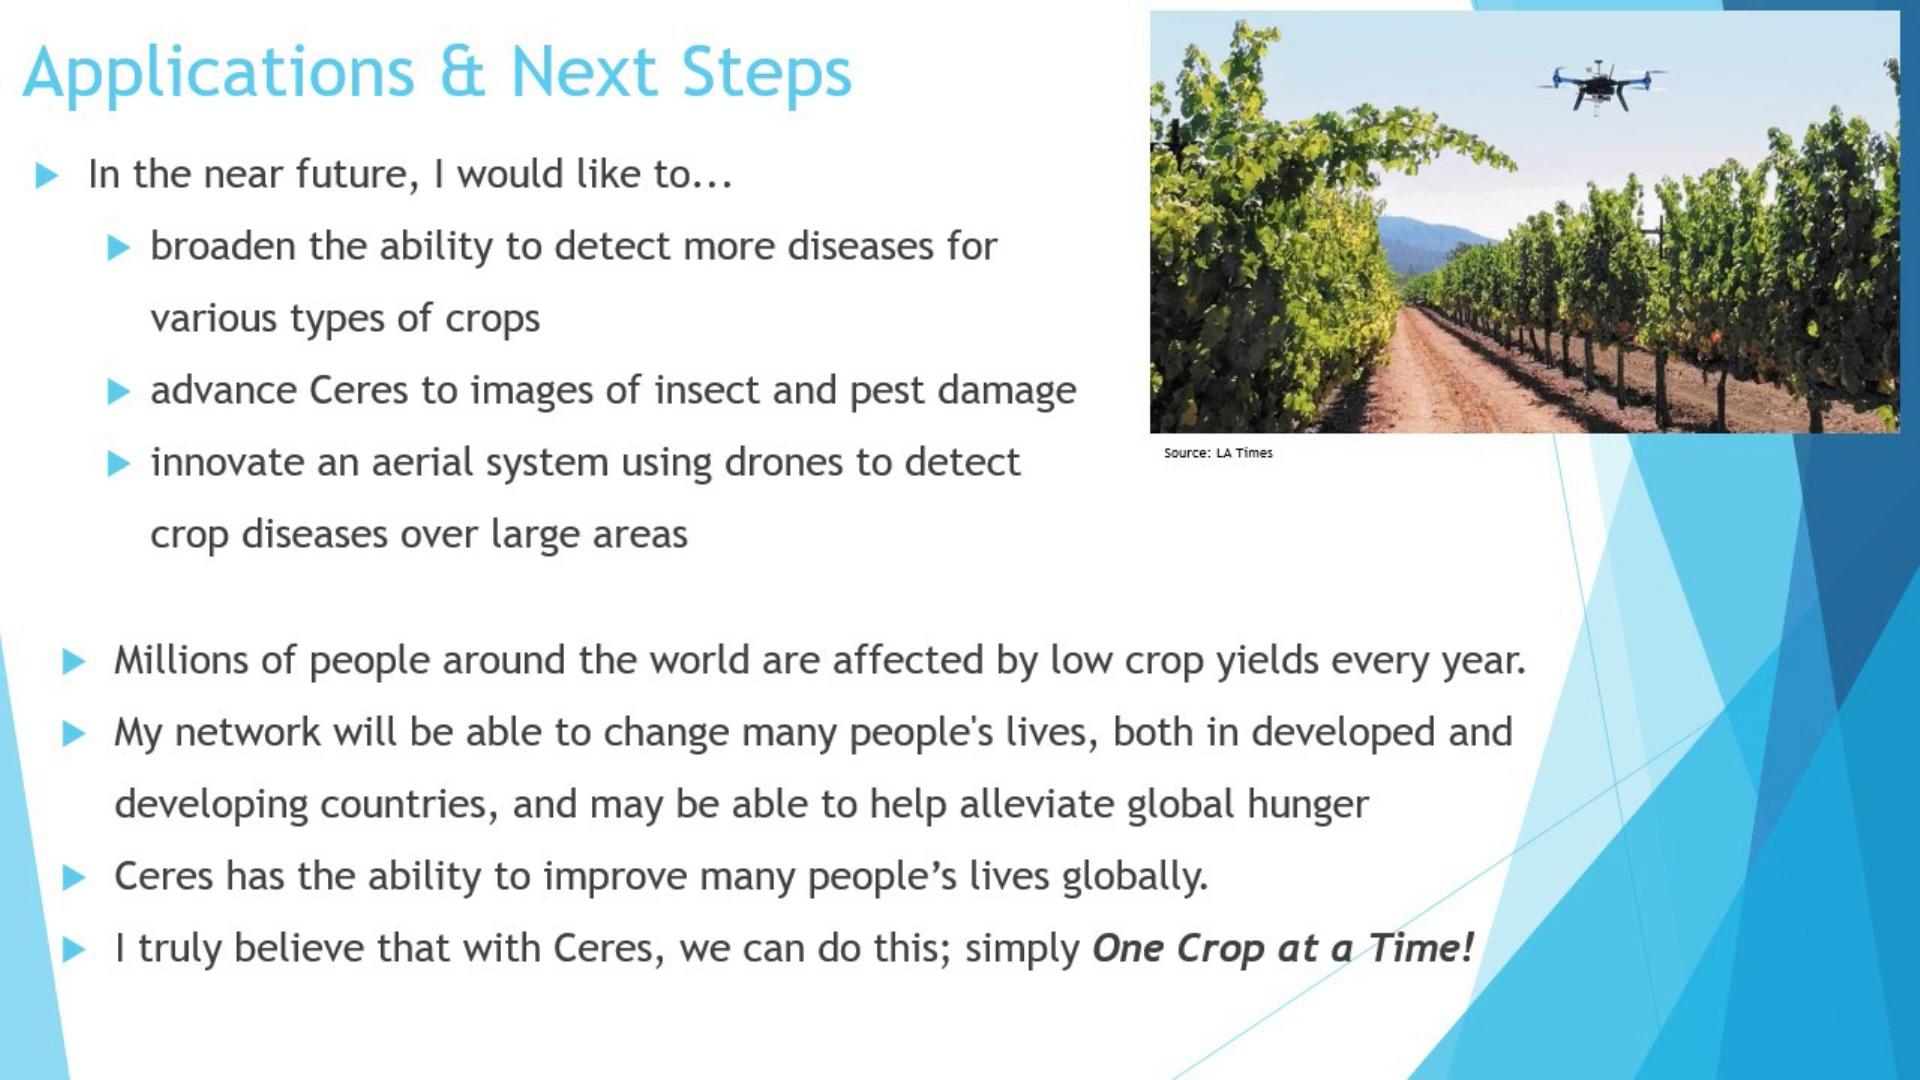 Applications & Next Steps
In the near future, I would like to...
broaden the ability to detect more diseases for
various types of crops
advance Ceres to images of insect and pest damage
innovate an aerial system using drones to detect
crop diseases over large areas
Source: LA Times
Millions of people around the world are affected by low crop yields every year.
My network will be able to change many people's lives, both in developed and
developing countries, and may be able to help alleviate global hunger
Ceres has the ability to improve many people’s lives globally.
I truly believe that with Ceres, we can do this; simply One Crop at a Time!